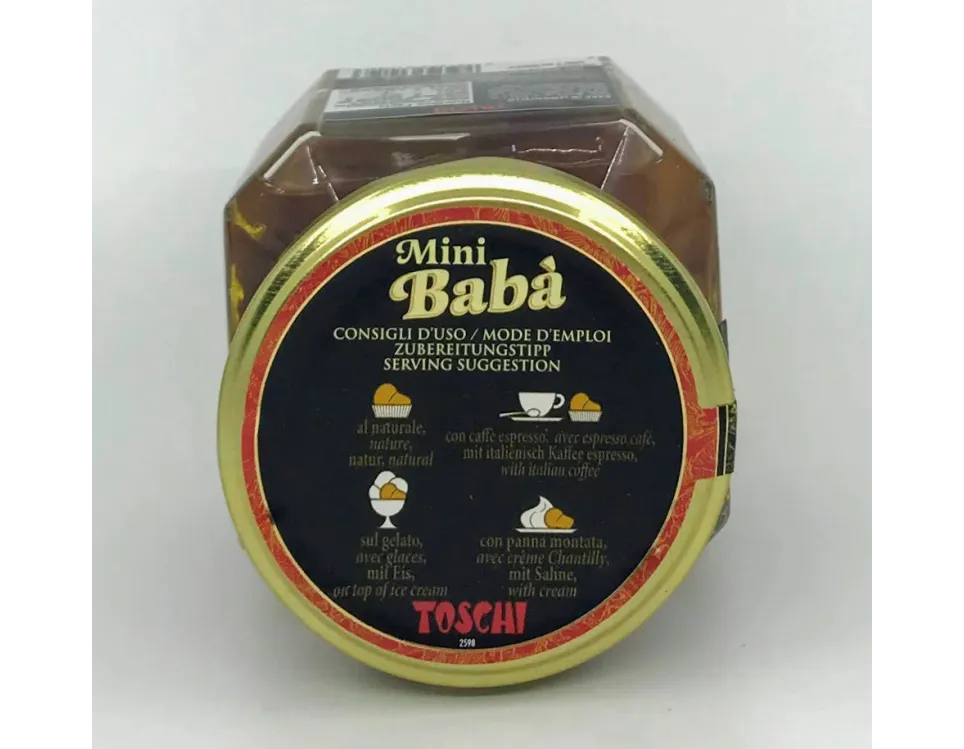 Mini
Babà
CONSIGLI D'USO / MODE D'EMPLOI
ZUBEREITUNGSTIPP
SERVING SUGGESTION
al naturale,
nature,
natur, natural
con caffè espresso, avec espresso café,
mit italienisch Kaffee espresso,
with italian coffee
sul gelato,
avec glaces,
mit Eis,
on top of ice cream
con panna montata,
avec crème Chantilly,
mit Sahne,
with cream
TOSCHI
2598